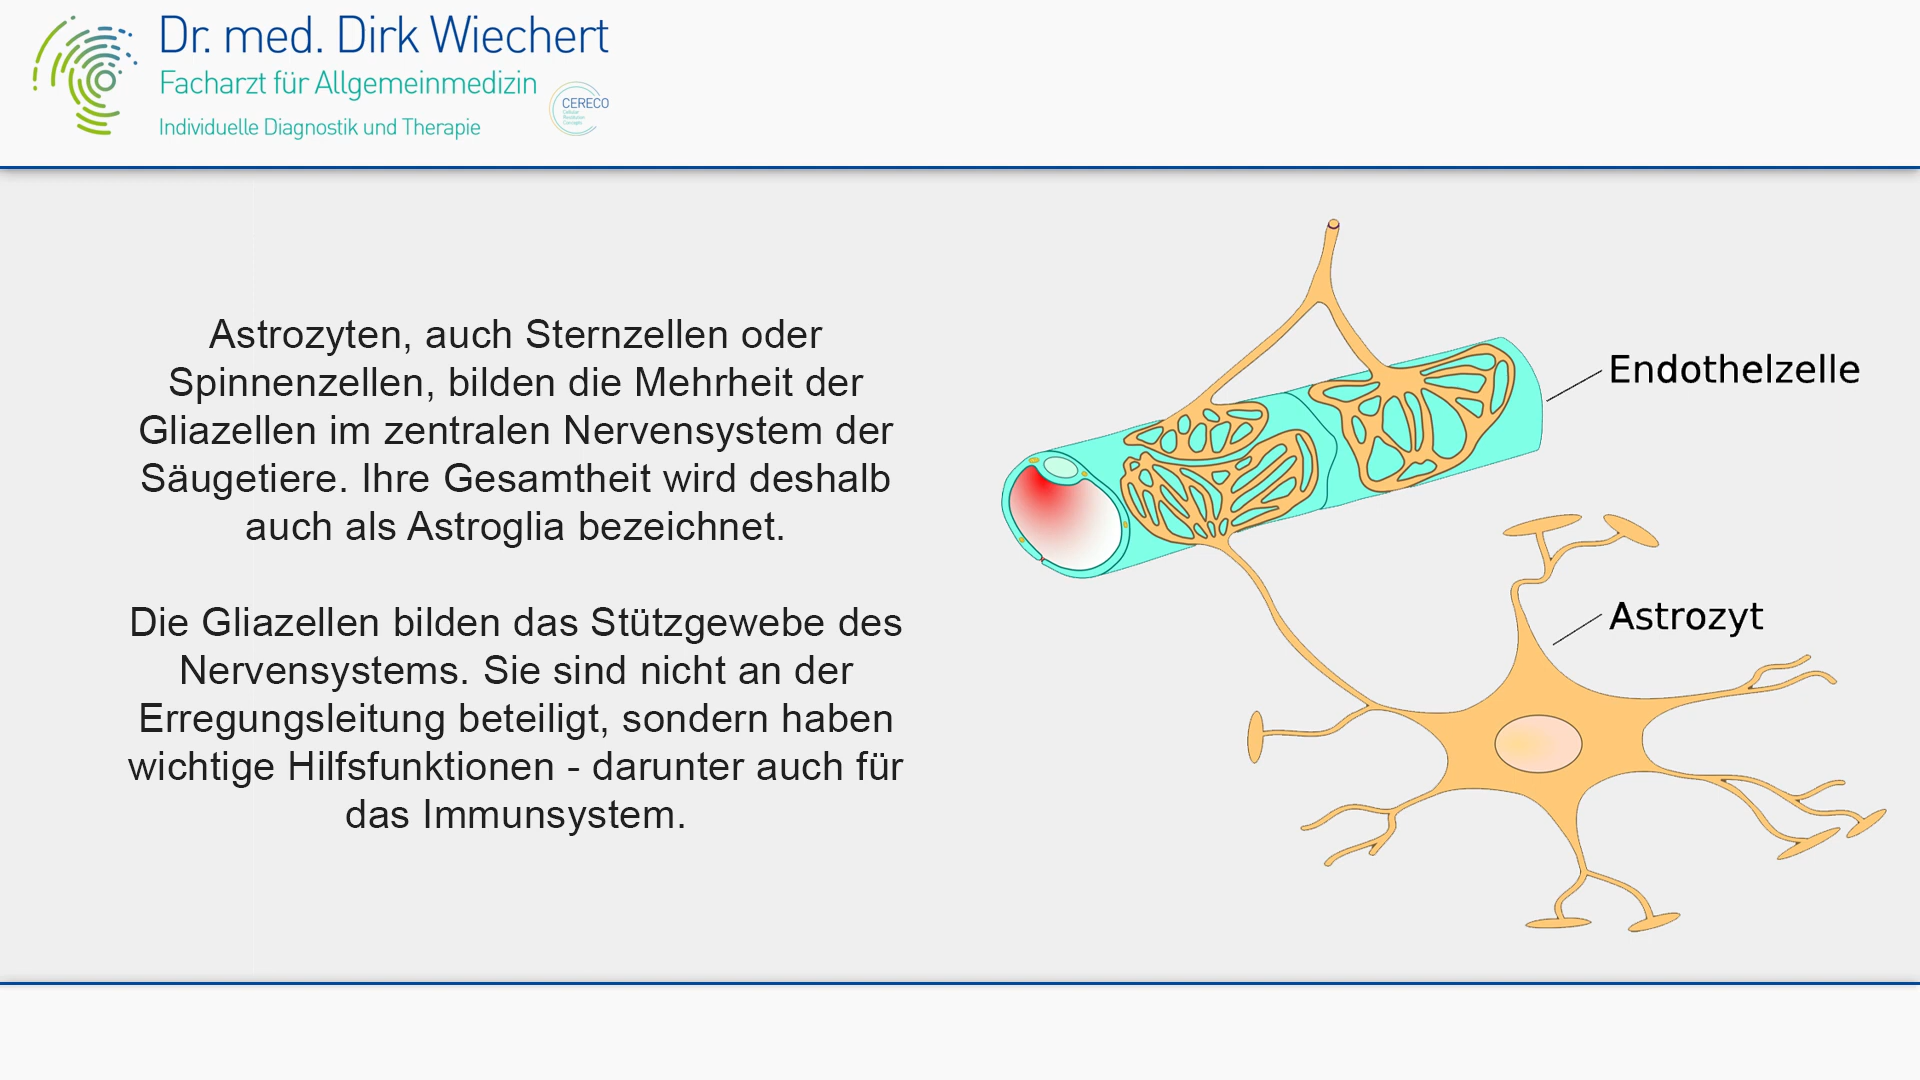 Dr. med. Dirk Wiechert
Facharzt für Allgemeinmedizin
CERECO
Cellular
Resolution
Concepts
Individuelle Diagnostik und Therapie
Astrozyten, auch Sternzellen oder
Spinnenzellen, bilden die Mehrheit der
Gliazellen im zentralen Nervensystem der
Säugetiere. Ihre Gesamtheit wird deshalb
auch als Astroglia bezeichnet.
Die Gliazellen bilden das Stützgewebe des
Nervensystems. Sie sind nicht an der
Erregungsleitung beteiligt, sondern haben
wichtige Hilfsfunktionen - darunter auch für
das Immunsystem.
Endothelzelle
Astrozyt